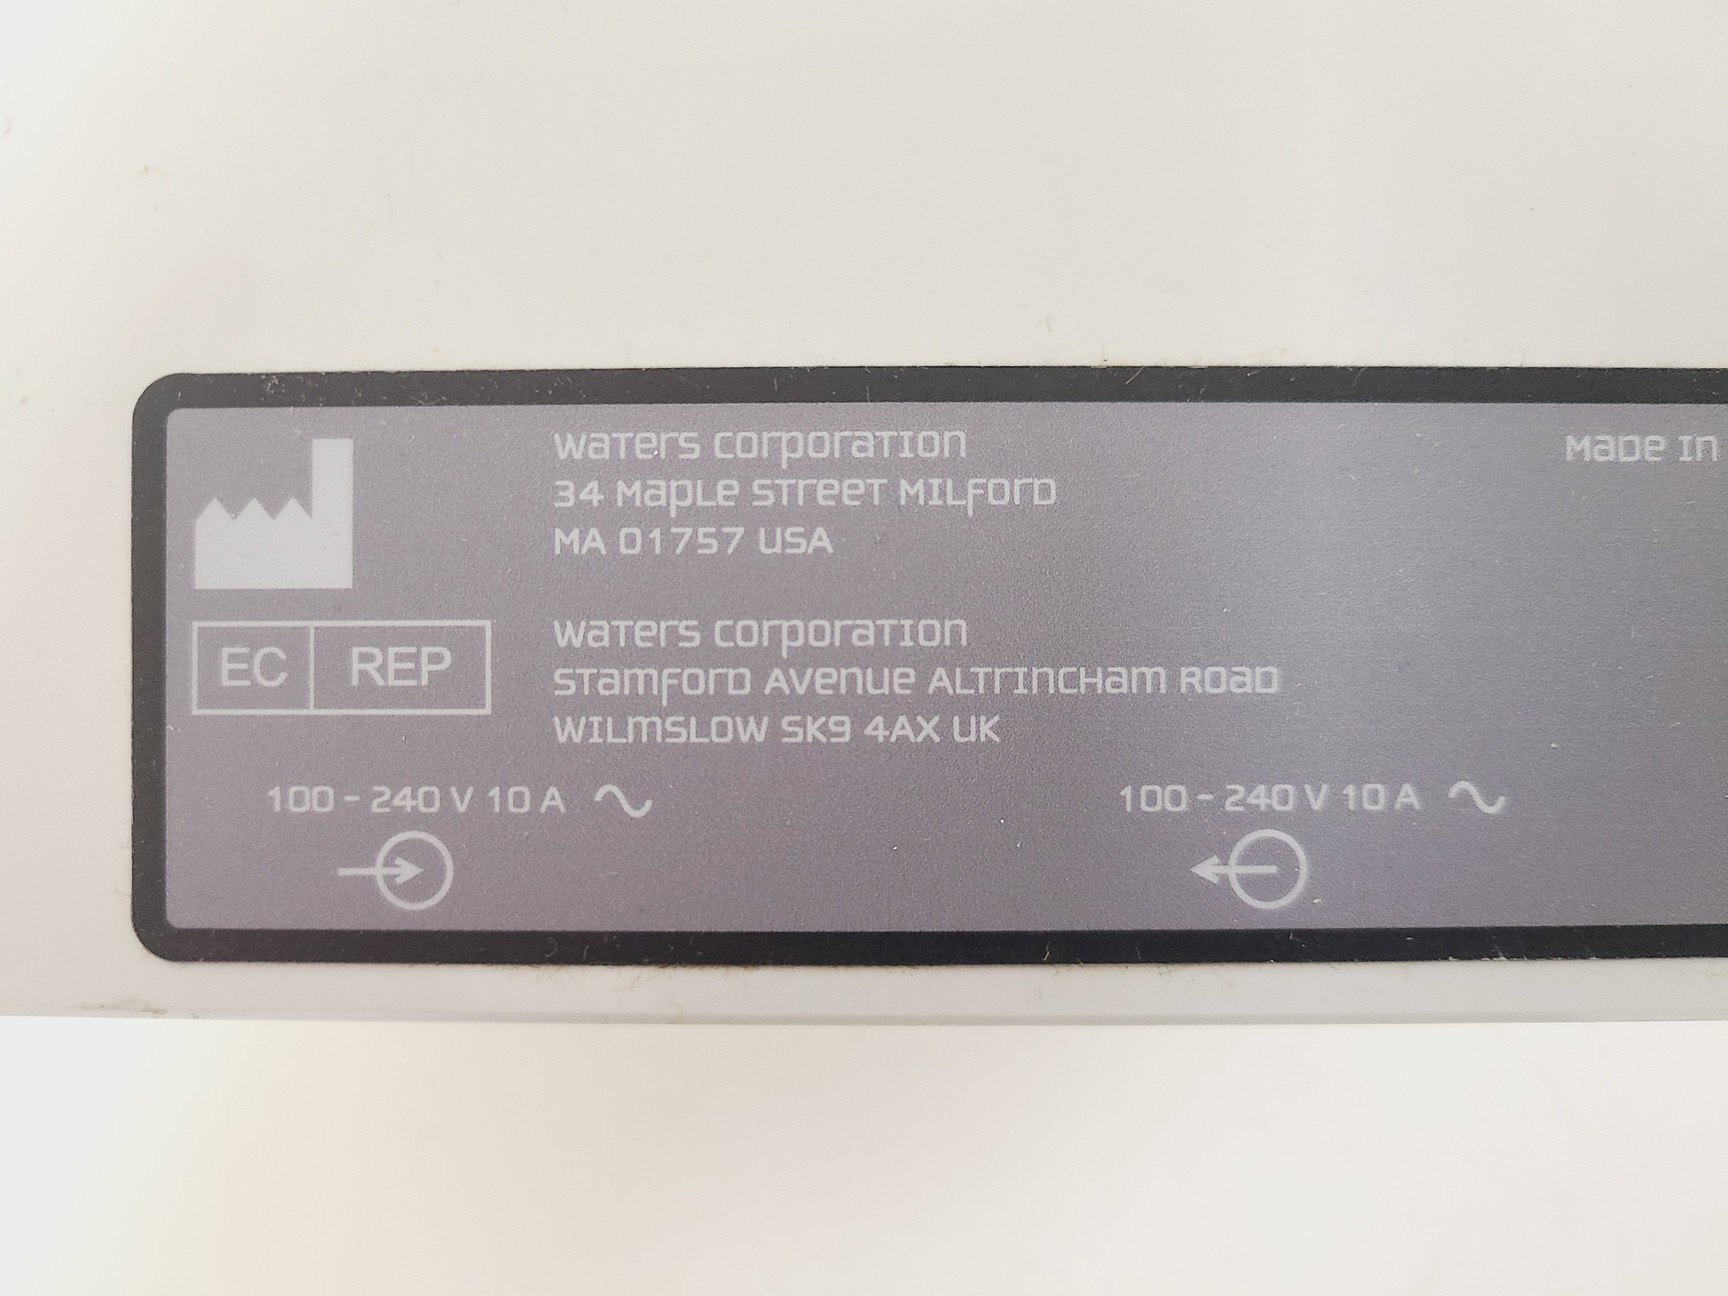 Waters Corporation
34 Maple Street Milford
MA 01757 USA
Made in
EC REP
Waters Corporation
Stamford Avenue Altrincham Road
Wilmslow SK9 4AX UK
100 - 240 V 10 A ~
100 - 240 V 10 A ~